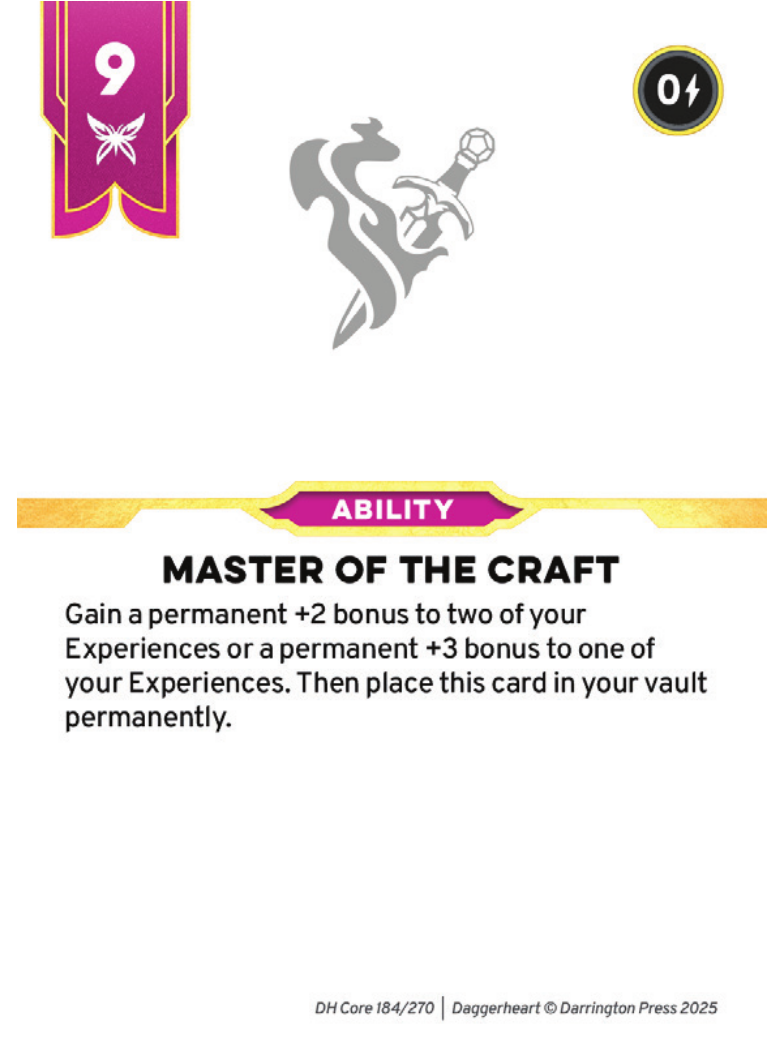 9
0
ABILITY
MASTER OF THE CRAFT
Gain a permanent +2 bonus to two of your
Experiences or a permanent +3 bonus to one of
your Experiences. Then place this card in your vault
permanently.
DH Core 184/270 | Daggerheart © Darrington Press 2025